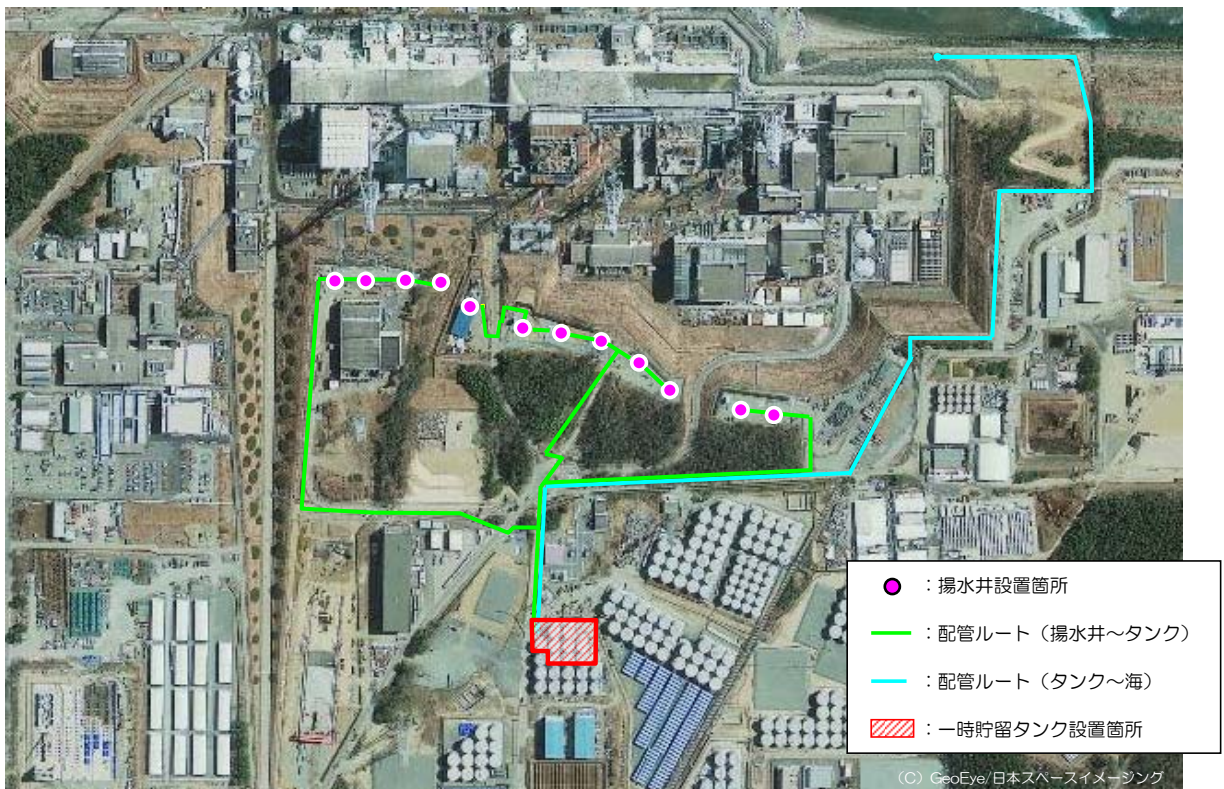 ：揚水井設置箇所
：配管ルート（揚水井～タンク）
：配管ルート（タンク～海）
：一時貯留タンク設置箇所
（C）GeoEye/日本スペースイメージング